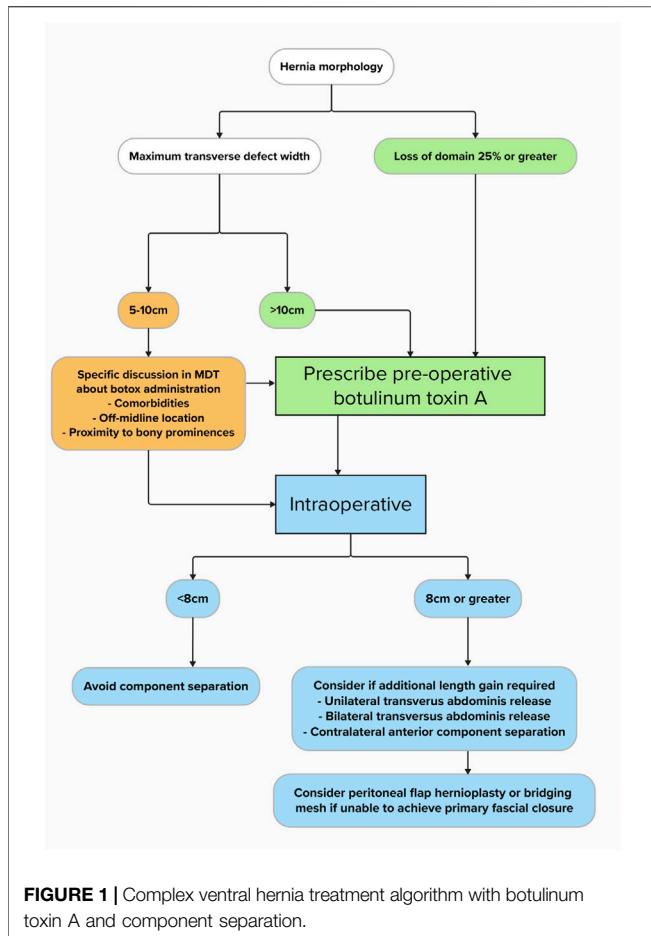 Hernia morphology
Maximum transverse defect width
Loss of domain 25% or greater
5-10cm
>10cm
Specific discussion in MDT
about botox administration
- Comorbidities
- Off-midline location
- Proximity to bony prominences
Prescribe pre-operative
botulinum toxin A
Intraoperative
<8cm
8cm or greater
Avoid component separation
Consider if additional length gain required
- Unilateral transverus abdominis release
- Bilateral transversus abdominis release
- Contralateral anterior component separation
Consider peritoneal flap hernioplasty or bridging
mesh if unable to achieve primary fascial closure
FIGURE 1 | Complex ventral hernia treatment algorithm with botulinum
toxin A and component separation.